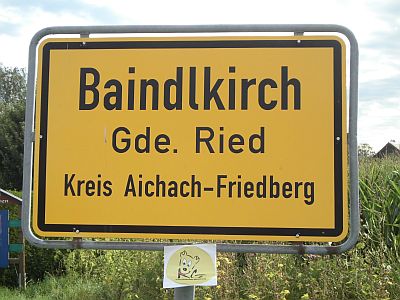 Baindlkirch
Gde. Ried
Kreis Aichach-Friedberg